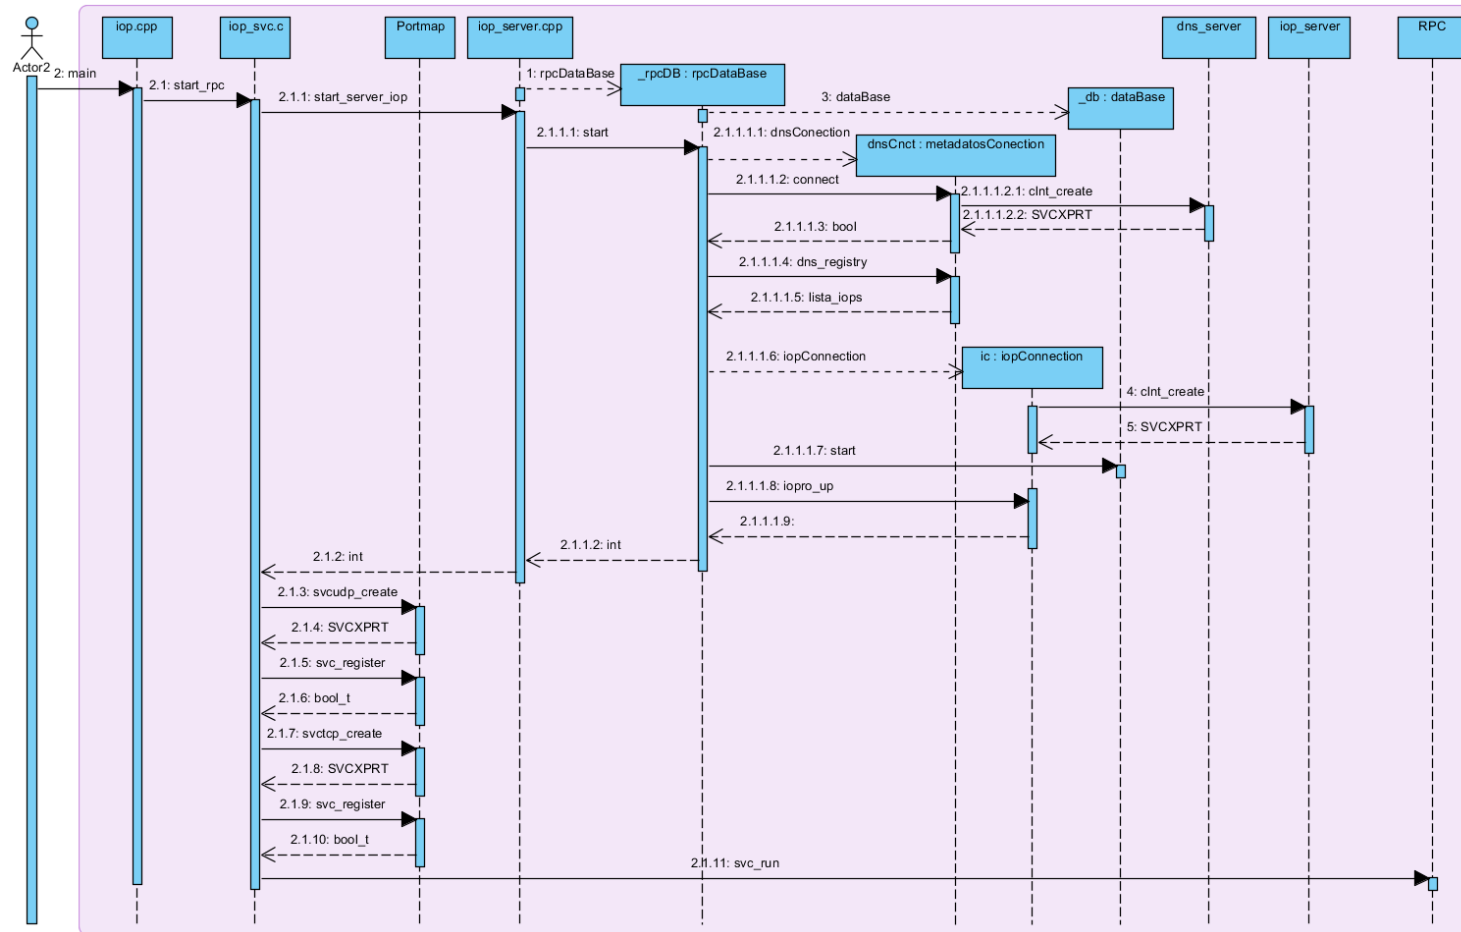 iop.cpp
iop_svc.c
Portmap
iop_server.cpp
dns_server
iop_server
RPC
Actor2
2: main
1: rpcDataBase
_rpcDB : rpcDataBase
2.1: start_rpc
2.1.1: start_server_iop
3: dataBase
_db : dataBase
2.1.1.1: start
2.1.1.1.1: dnsConection
dnsCnct : metadatosConection
2.1.1.1.2: connect
2.1.1.1.2.1: clnt_create
2.1.1.1.2.2: SVCXPRT
2.1.1.1.3: bool
2.1.1.1.4: dns_registry
2.1.1.1.5: lista_iops
2.1.1.1.6: iopConnection
ic : iopConnection
4: clnt_create
5: SVCXPRT
2.1.1.1.7: start
2.1.1.1.8: iopro_up
2.1.1.1.9:
2.1.1.2: int
2.1.2: int
2.1.3: svcudp_create
2.1.4: SVCXPRT
2.1.5: svc_register
2.1.6: bool_t
2.1.7: svctcp_create
2.1.8: SVCXPRT
2.1.9: svc_register
2.1.10: bool_t
2.1.11: svc_run